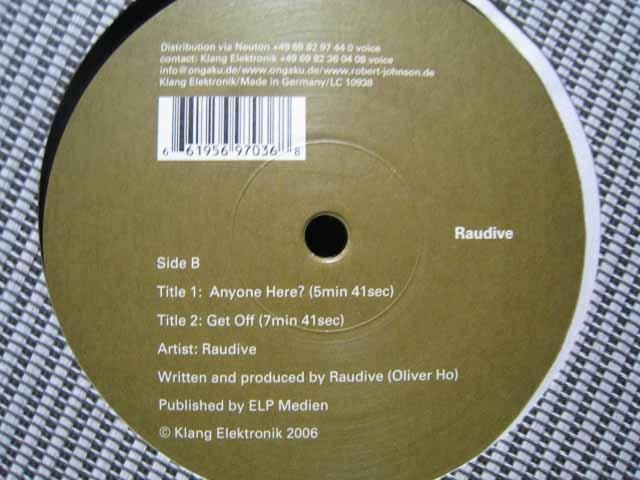 Distribution via Neuton +49 69 82 97 44 0 voice
contact: Klang Elektronik +49 69 82 36 04 08 voice
info@ongaku.de/www.ongaku.de/www.robert-johnson.de
Klang Elektronik/Made in Germany/LC 10938
6 61956 97036 8
Raudive
Side B
Title 1: Anyone Here? (5min 41sec)
Title 2: Get Off (7min 41sec)
Artist: Raudive
Written and produced by Raudive (Oliver Ho)
Published by ELP Medien
© Klang Elektronik 2006